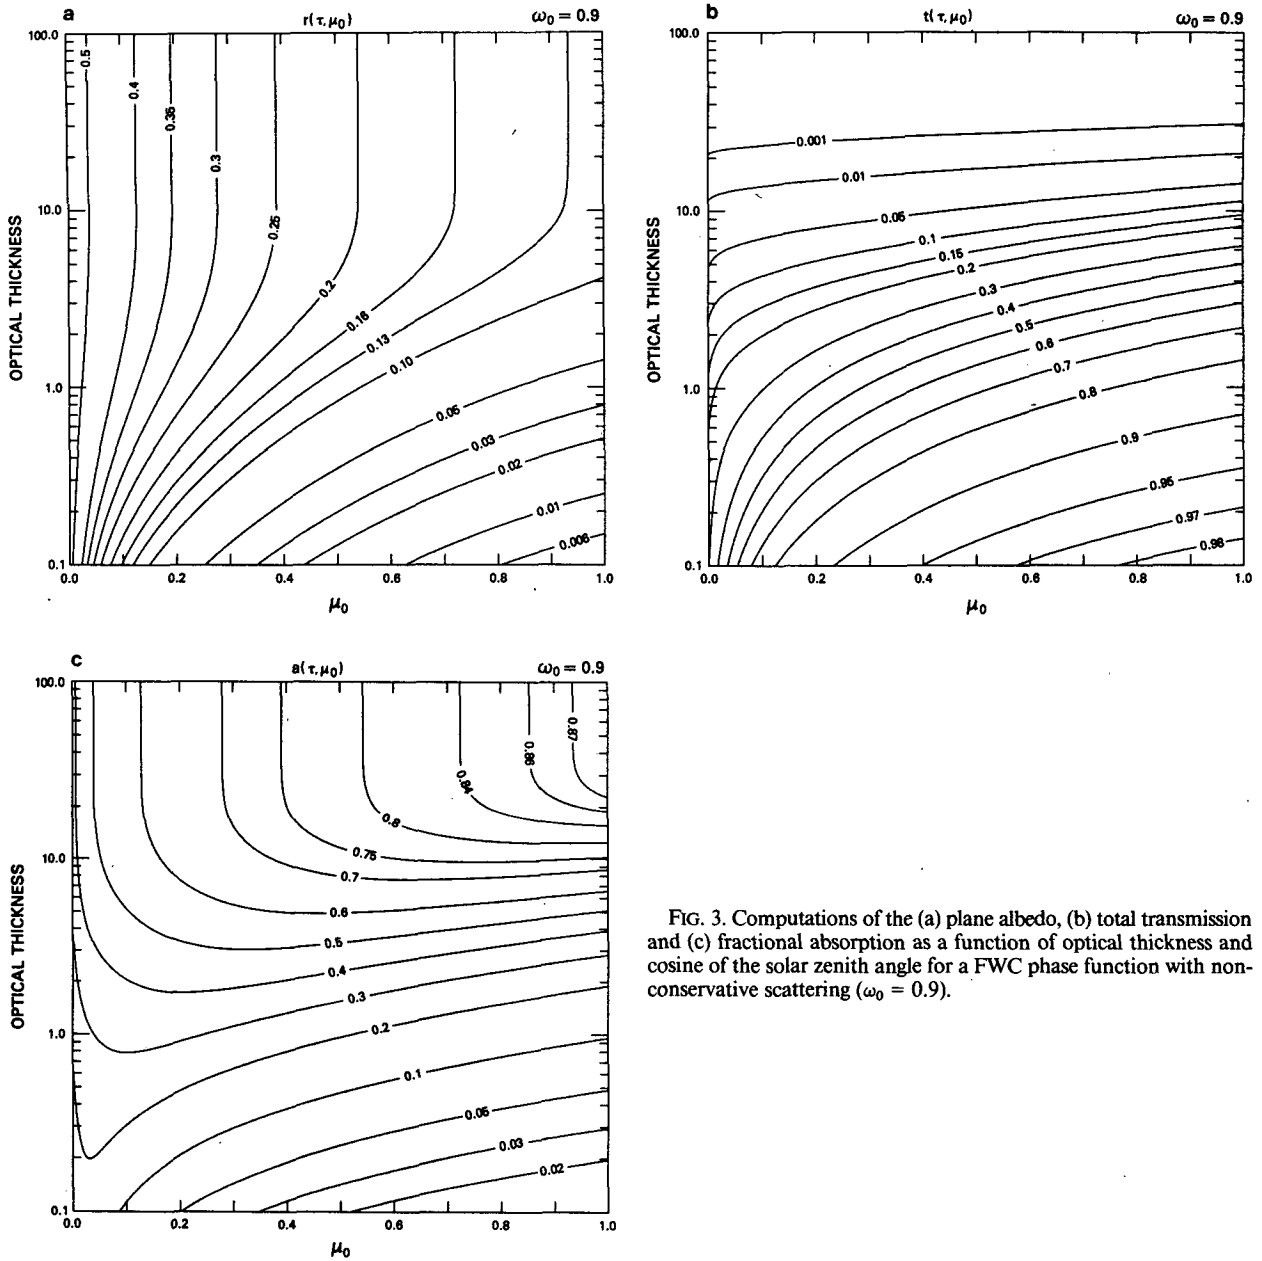 a
r(τ,μ₀)
ω₀ = 0.9
100.0
10.0
1.0
0.1
OPTICAL THICKNESS
0.5
0.4
0.35
0.3
0.25
0.2
0.16
0.13
0.10
0.05
0.03
0.02
0.01
0.006
0.0 0.2 0.4 0.6 0.8 1.0
μ₀
b
t(τ,μ₀)
ω₀ = 0.9
100.0
10.0
1.0
0.1
OPTICAL THICKNESS
0.001
0.01
0.05
0.1
0.15
0.2
0.3
0.4
0.5
0.6
0.7
0.8
0.9
0.95
0.97
0.98
0.0 0.2 0.4 0.6 0.8 1.0
μ₀
c
a(τ,μ₀)
ω₀ = 0.9
100.0
10.0
1.0
0.1
OPTICAL THICKNESS
0.87
0.86
0.84
0.8
0.75
0.7
0.6
0.5
0.4
0.3
0.2
0.1
0.05
0.03
0.02
0.0 0.2 0.4 0.6 0.8 1.0
μ₀
FIG. 3. Computations of the (a) plane albedo, (b) total transmission
and (c) fractional absorption as a function of optical thickness and
cosine of the solar zenith angle for a FWC phase function with non-
conservative scattering (ω₀ = 0.9).